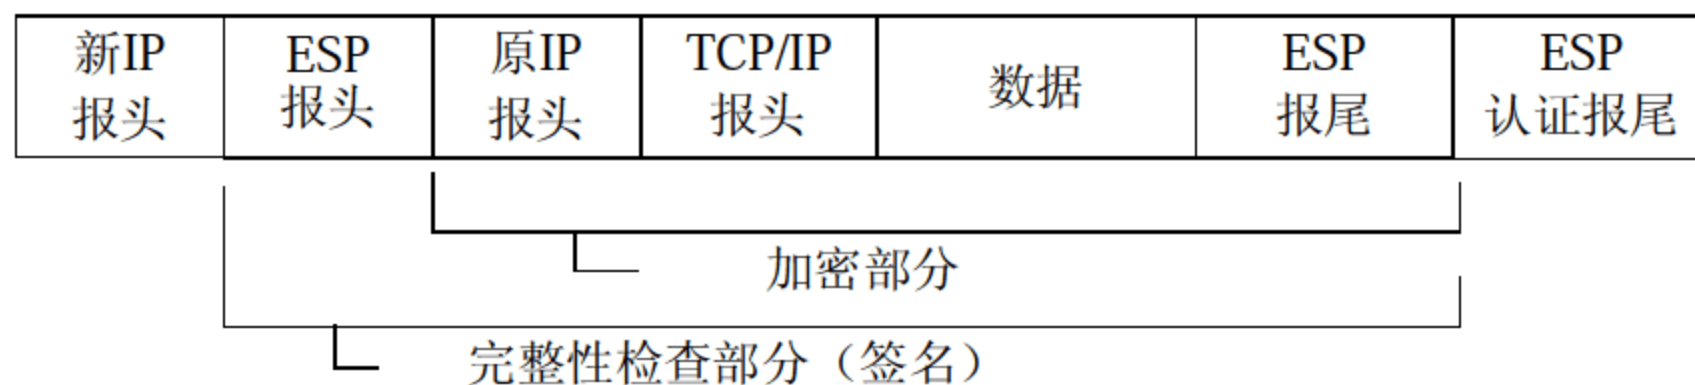 新IP
报头
ESP
报头
原IP
报头
TCP/IP
报头
数据
ESP
报尾
ESP
认证报尾
加密部分
完整性检查部分（签名）